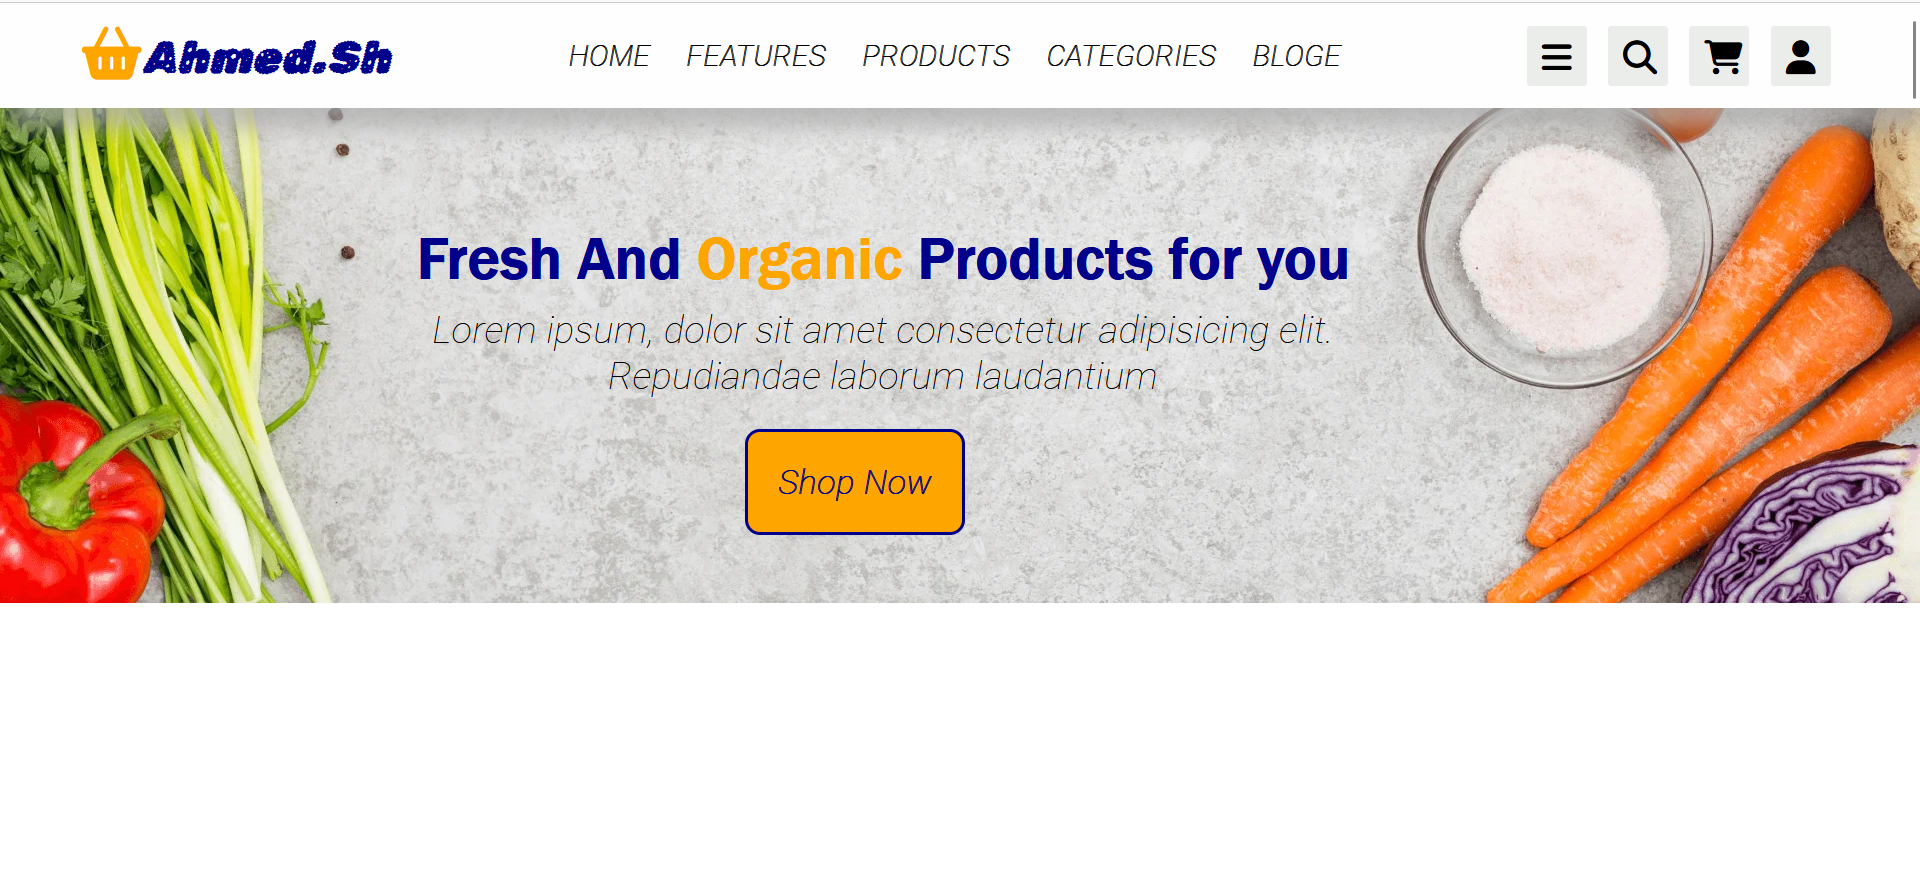 Ahmed.Sh
HOME FEATURES PRODUCTS CATEGORIES BLOGE
Fresh And Organic Products for you
Lorem ipsum, dolor sit amet consectetur adipisicing elit.
Repudiandae laborum laudantium
Shop Now